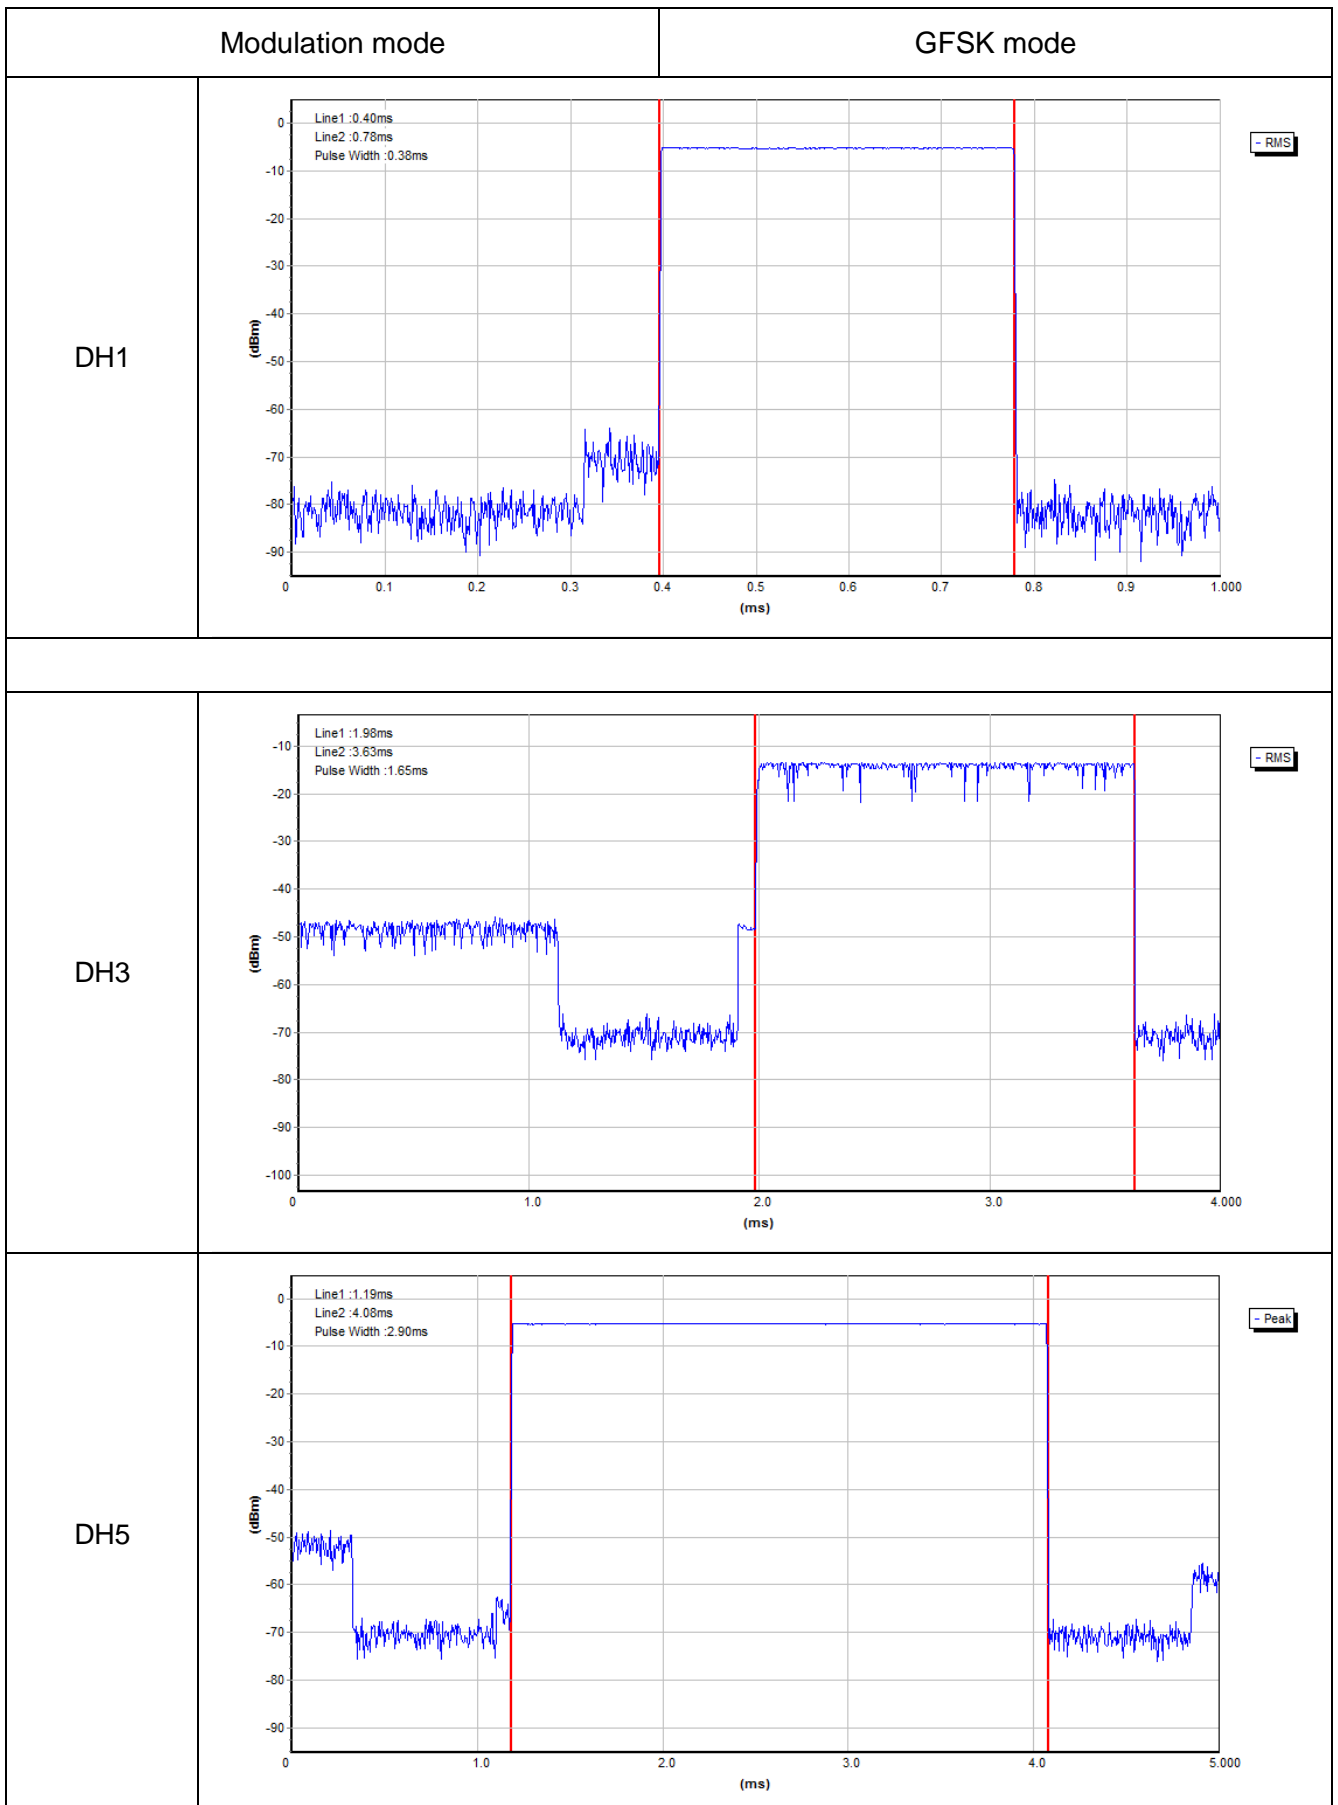 Modulation mode GFSK mode
DH1
Line1 :0.40ms
Line2 :0.78ms
Pulse Width :0.38ms
RMS
0
-10
-20
-30
-40
-50
-60
-70
-80
-90
(dBm)
0 0.1 0.2 0.3 0.4 0.5 0.6 0.7 0.8 0.9 1.000
(ms)
DH3
Line1 :1.98ms
Line2 :3.63ms
Pulse Width :1.65ms
RMS
-10
-20
-30
-40
-50
-60
-70
-80
-90
-100
(dBm)
0 1.0 2.0 3.0 4.000
(ms)
DH5
Line1 :1.19ms
Line2 :4.08ms
Pulse Width :2.90ms
Peak
0
-10
-20
-30
-40
-50
-60
-70
-80
-90
(dBm)
0 1.0 2.0 3.0 4.0 5.000
(ms)